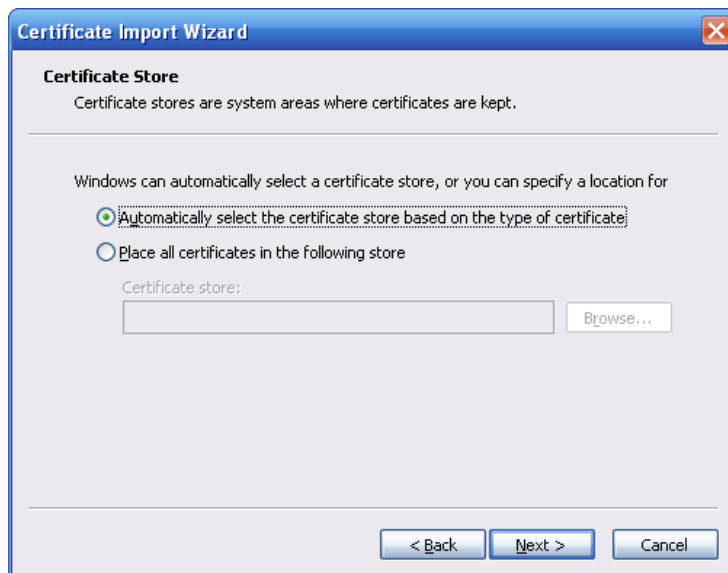 Certificate Import Wizard
Certificate Store
Certificate stores are system areas where certificates are kept.
Windows can automatically select a certificate store, or you can specify a location for
Automatically select the certificate store based on the type of certificate
Place all certificates in the following store
Certificate store:
Browse...
< Back Next > Cancel